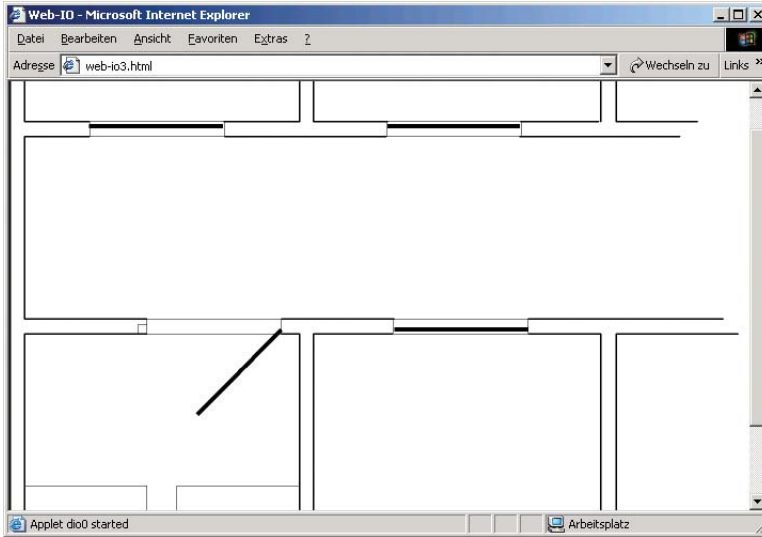 Web-IO - Microsoft Internet Explorer
Datei Bearbeiten Ansicht Favoriten Extras ?
Adresse web-io3.html Wechseln zu Links »
Applet dio0 started Arbeitsplatz